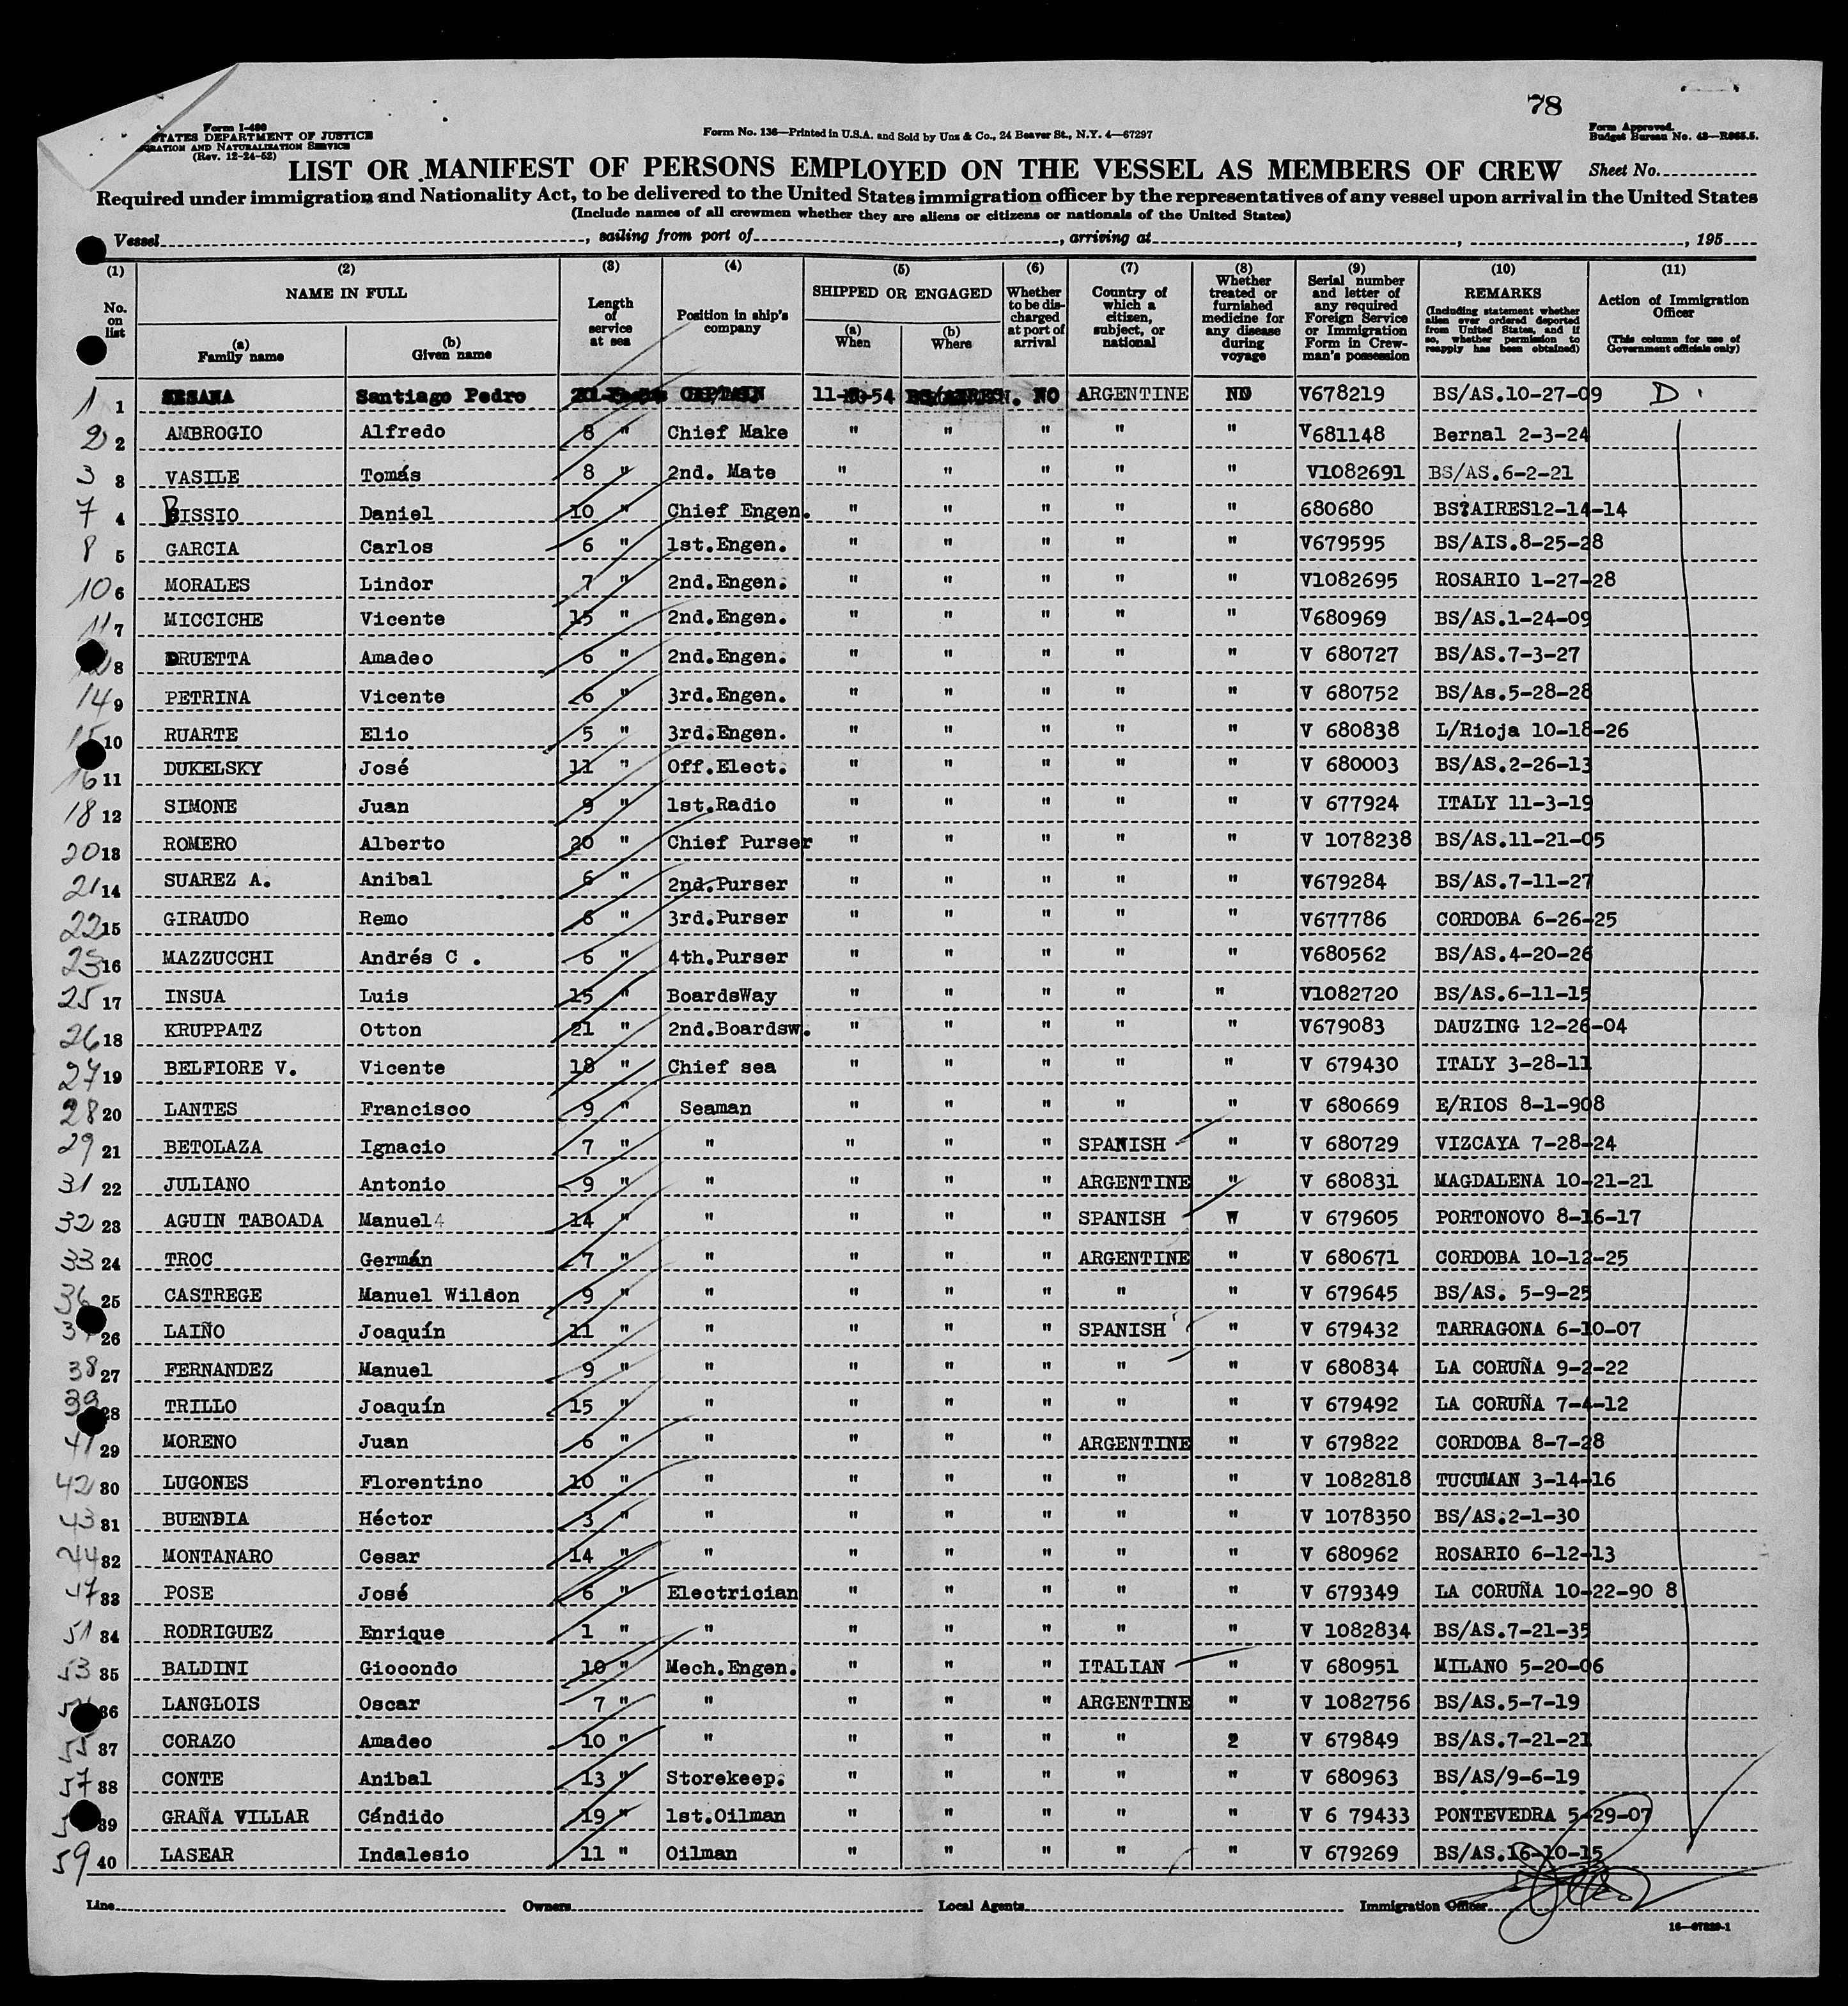 78
Form I-480
STATES DEPARTMENT OF JUSTICE
RATION AND NATURALIZATION SERVICE
(Rev. 12-24-52)
Form No. 136—Printed in U.S.A. and Sold by Unz & Co., 24 Beaver St., N.Y. 4—67297
Form Approved.
Budget Bureau No. 43—R065.5.
LIST OR MANIFEST OF PERSONS EMPLOYED ON THE VESSEL AS MEMBERS OF CREW
Sheet No.
Required under immigration and Nationality Act, to be delivered to the United States immigration officer by the representatives of any vessel upon arrival in the United States
(Include names of all crewmen whether they are aliens or citizens or nationals of the United States)
Vessel , sailing from port of , arriving at , , 195
(1) (2) (3) (4) (5) (6) (7) (8) (9) (10) (11)
No. on list
NAME IN FULL
(a) Family name
(b) Given name
Length of service at sea
Position in ship's company
SHIPPED OR ENGAGED
(a) When
(b) Where
Whether to be discharged at port of arrival
Country of which a citizen, subject, or national
Whether treated or furnished medicine for any disease during voyage
Serial number and letter of any required Foreign Service or Immigration Form in Crewman's possession
REMARKS
(Including statement whether alien ever ordered deported from United States, and if so, whether permission to reapply has been obtained)
Action of Immigration Officer
(This column for use of Government officials only)
1 1 SESANA Santiago Pedro CAPTAIN 11- -54 NO ARGENTINE NO V678219 BS/AS.10-27-09 D
2 2 AMBROGIO Alfredo 8 " Chief Make " " " " " V681148 Bernal 2-3-24
3 3 VASILE Tomás 8 " 2nd. Mate " " " " " V1082691 BS/AS.6-2-21
7 4 BISSIO Daniel 10 " Chief Engen. " " " " " 680680 BS?AIRES12-14-14
8 5 GARCIA Carlos 6 " 1st.Engen. " " " " " V679595 BS/AIS.8-25-28
10 6 MORALES Lindor 7 " 2nd.Engen. " " " " " V1082695 ROSARIO 1-27-28
11 7 MICCICHE Vicente 15 " 2nd.Engen. " " " " " V680969 BS/AS.1-24-09
8 DRUETTA Amadeo 6 " 2nd.Engen. " " " " " V 680727 BS/AS.7-3-27
14 9 PETRINA Vicente 6 " 3rd.Engen. " " " " " V 680752 BS/As.5-28-28
15 10 RUARTE Elio 5 " 3rd.Engen. " " " " " V 680838 L/Rioja 10-18-26
16 11 DUKELSKY José 11 " Off.Elect. " " " " " V 680003 BS/AS.2-26-13
18 12 SIMONE Juan 9 " 1st.Radio " " " " " V 677924 ITALY 11-3-19
20 13 ROMERO Alberto 20 " Chief Purser " " " " " V 1078238 BS/AS.11-21-05
21 14 SUAREZ A. Anibal 6 " 2nd.Purser " " " " " V679284 BS/AS.7-11-27
22 15 GIRAUDO Remo 6 " 3rd.Purser " " " " " V677786 CORDOBA 6-26-25
23 16 MAZZUCCHI Andrés C . 6 " 4th.Purser " " " " " V680562 BS/AS.4-20-26
25 17 INSUA Luis 15 " BoardsWay " " " " " V1082720 BS/AS.6-11-15
26 18 KRUPPATZ Otton 21 " 2nd.Boardsw. " " " " " V679083 DAUZING 12-26-04
27 19 BELFIORE V. Vicente 18 " Chief sea " " " " " V 679430 ITALY 3-28-11
28 20 LANTES Francisco 9 " Seaman " " " " " V 680669 E/RIOS 8-1-908
29 21 BETOLAZA Ignacio 7 " " " " " SPANISH " V 680729 VIZCAYA 7-28-24
31 22 JULIANO Antonio 9 " " " " " ARGENTINE " V 680831 MAGDALENA 10-21-21
32 23 AGUIN TABOADA Manuel 14 " " " " " SPANISH " V 679605 PORTONOVO 8-16-17
33 24 TROC Germán 7 " " " " " ARGENTINE " V 680671 CORDOBA 10-12-25
36 25 CASTREGE Manuel Wildon 9 " " " " " " " V 679645 BS/AS. 5-9-25
26 LAIÑO Joaquín 11 " " " " " SPANISH " V 679432 TARRAGONA 6-10-07
38 27 FERNANDEZ Manuel 9 " " " " " " " V 680834 LA CORUÑA 9-2-22
39 28 TRILLO Joaquín 15 " " " " " " " V 679492 LA CORUÑA 7-4-12
41 29 MORENO Juan 6 " " " " " ARGENTINE " V 679822 CORDOBA 8-7-28
42 30 LUGONES Florentino 10 " " " " " " " V 1082818 TUCUMAN 3-14-16
43 31 BUENDIA Héctor 3 " " " " " " " V 1078350 BS/AS.2-1-30
44 32 MONTANARO Cesar 14 " " " " " " " V 680962 ROSARIO 6-12-13
47 33 POSE José 6 " Electrician " " " " " V 679349 LA CORUÑA 10-22-90 8
51 34 RODRIGUEZ Enrique 1 " " " " " " " V 1082834 BS/AS.7-21-35
53 35 BALDINI Giocondo 10 " Mech.Engen. " " " ITALIAN " V 680951 MILANO 5-20-06
36 LANGLOIS Oscar 7 " " " " " ARGENTINE " V 1082756 BS/AS.5-7-19
55 37 CORAZO Amadeo 10 " " " " " " 2 V 679849 BS/AS.7-21-21
57 38 CONTE Anibal 13 " Storekeep. " " " " " V 680963 BS/AS/9-6-19
39 GRAÑA VILLAR Cándido 19 " 1st.Oilman " " " " " V 6 79433 PONTEVEDRA 5-29-07
59 40 LASEAR Indalesio 11 " Oilman " " " " " V 679269 BS/AS.16-10-15
Line Owners Local Agents Immigration Officer
16—67829-1